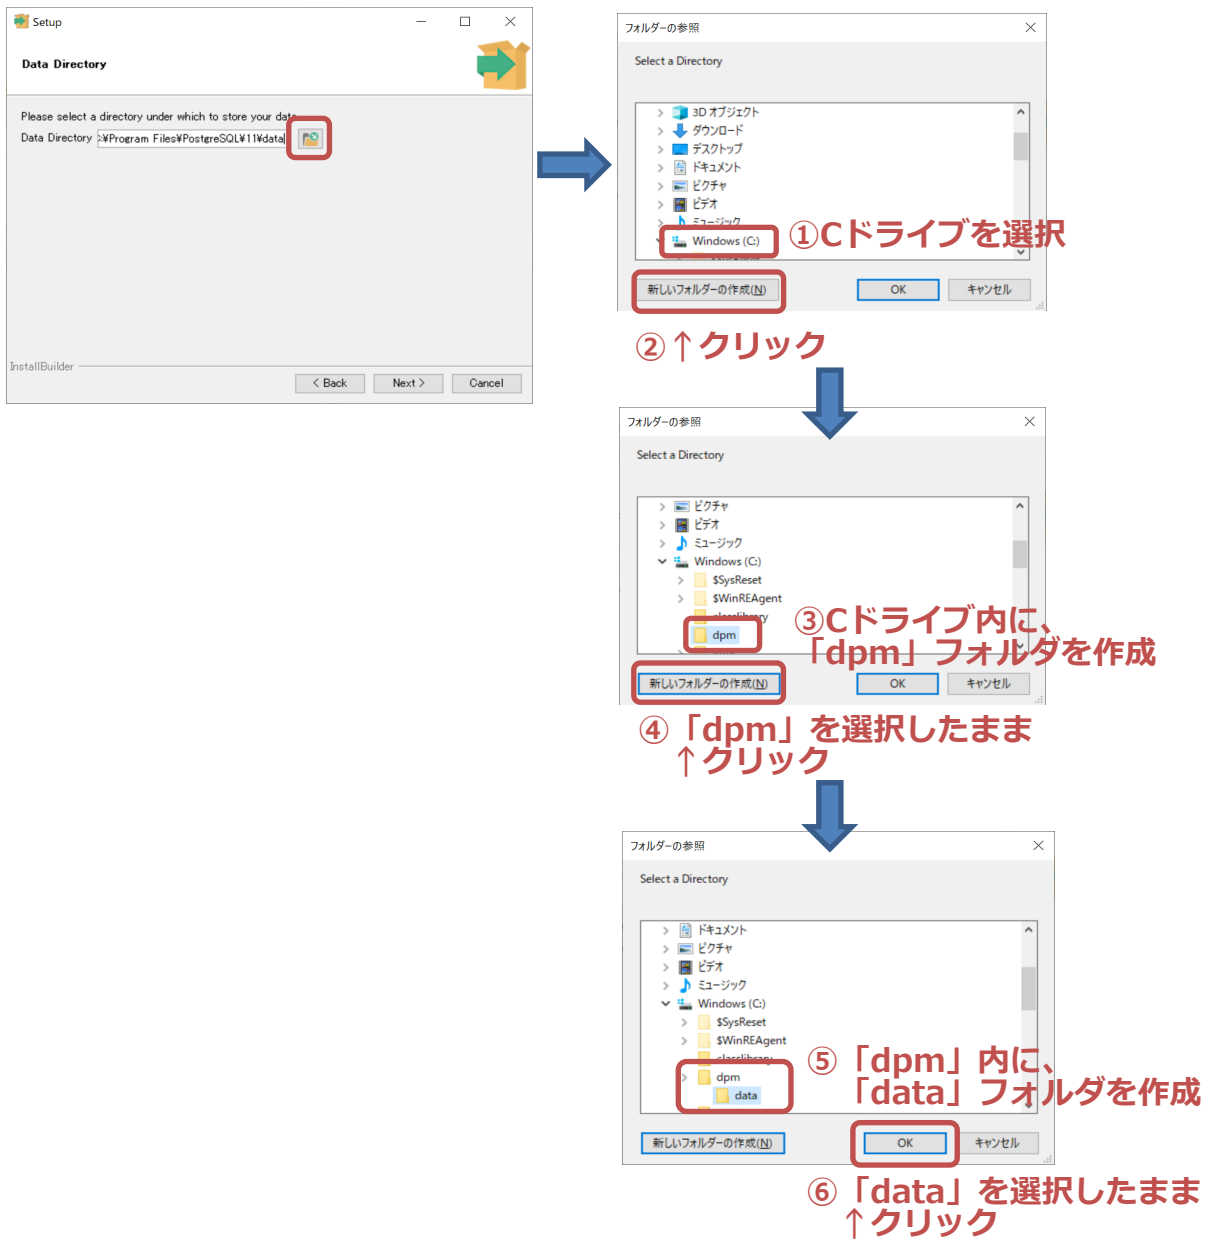 Setup
Data Directory
Please select a directory under which to store your data.
Data Directory :¥Program Files¥PostgreSQL¥11¥data
InstallBuilder
< Back Next > Cancel
フォルダーの参照
Select a Directory
3D オブジェクト
ダウンロード
デスクトップ
ドキュメント
ピクチャ
ビデオ
ミュージック
Windows (C:)
①Cドライブを選択
新しいフォルダーの作成(N) OK キャンセル
②↑クリック
フォルダーの参照
Select a Directory
ピクチャ
ビデオ
ミュージック
Windows (C:)
$SysReset
$WinREAgent
classlibrary
dpm
③Cドライブ内に、
「dpm」フォルダを作成
新しいフォルダーの作成(N) OK キャンセル
④「dpm」を選択したまま
↑クリック
フォルダーの参照
Select a Directory
ドキュメント
ピクチャ
ビデオ
ミュージック
Windows (C:)
$SysReset
$WinREAgent
classlibrary
dpm
data
⑤「dpm」内に、
「data」フォルダを作成
新しいフォルダーの作成(N) OK キャンセル
⑥「data」を選択したまま
↑クリック